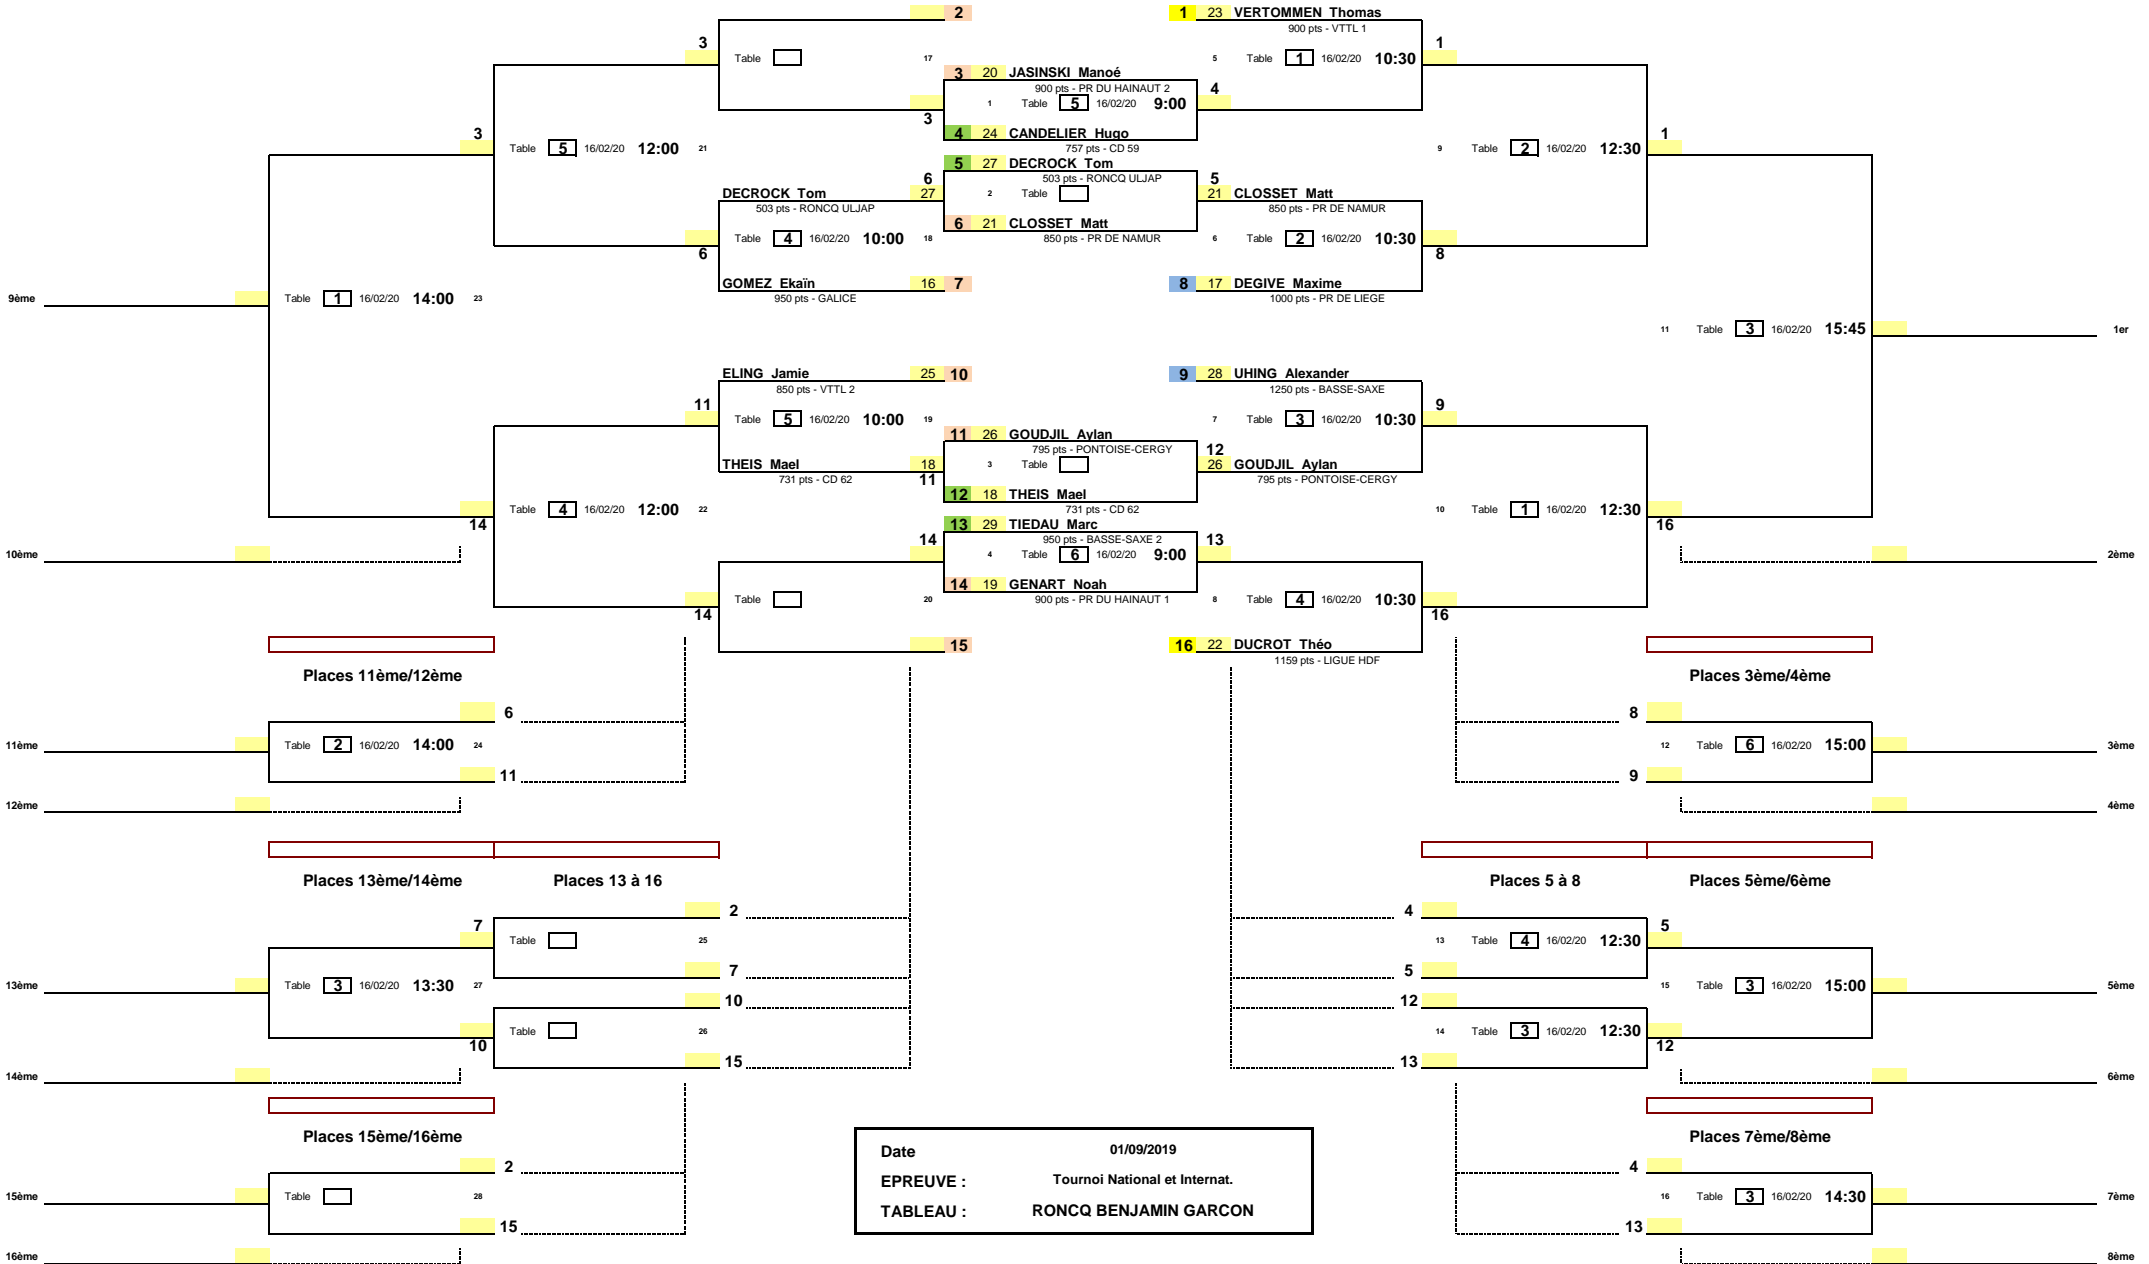 2
1 23 VERTOMMEN Thomas
900 pts - VTTL 1
3
1
Table 17
5 Table 1 16/02/20 10:30
3 20 JASINSKI Manoé
900 pts - PR DU HAINAUT 2
4
1 Table 5 16/02/20 9:00
3
4 24 CANDELIER Hugo
757 pts - CD 59
3
1
Table 5 16/02/20 12:00 21
9 Table 2 16/02/20 12:30
5 27 DECROCK Tom
503 pts - RONCQ ULJAP
6
5
DECROCK Tom 27
503 pts - RONCQ ULJAP
2 Table
21 CLOSSET Matt
850 pts - PR DE NAMUR
6 21 CLOSSET Matt
850 pts - PR DE NAMUR
Table 4 16/02/20 10:00 18
6 Table 2 16/02/20 10:30
6
8
GOMEZ Ekaïn 16 7
950 pts - GALICE
8 17 DEGIVE Maxime
1000 pts - PR DE LIEGE
9ème
Table 1 16/02/20 14:00 23
11 Table 3 16/02/20 15:45
1er
ELING Jamie 25 10
850 pts - VTTL 2
9 28 UHING Alexander
1250 pts - BASSE-SAXE
11
9
Table 5 16/02/20 10:00 19
7 Table 3 16/02/20 10:30
11 26 GOUDJIL Aylan
795 pts - PONTOISE-CERGY
12
THEIS Mael 18
731 pts - CD 62
11
3 Table
26 GOUDJIL Aylan
795 pts - PONTOISE-CERGY
12 18 THEIS Mael
731 pts - CD 62
14
16
Table 4 16/02/20 12:00 22
10 Table 1 16/02/20 12:30
13 29 TIEDAU Marc
950 pts - BASSE-SAXE 2
14
13
10ème
4 Table 6 16/02/20 9:00
2ème
14 19 GENART Noah
900 pts - PR DU HAINAUT 1
Table 20
8 Table 4 16/02/20 10:30
14
16
15
16 22 DUCROT Théo
1159 pts - LIGUE HDF
Places 11ème/12ème
Places 3ème/4ème
6
8
11ème
Table 2 16/02/20 14:00 24
12 Table 6 16/02/20 15:00
3ème
11
9
12ème
4ème
Places 13ème/14ème
Places 13 à 16
Places 5 à 8
Places 5ème/6ème
2
4
7
5
Table 25
13 Table 4 16/02/20 12:30
7
5
13ème
Table 3 16/02/20 13:30 27
15 Table 3 16/02/20 15:00
5ème
10
12
Table 26
14 Table 3 16/02/20 12:30
10
12
15
13
14ème
6ème
Places 15ème/16ème
Places 7ème/8ème
Date 01/09/2019
2
4
EPREUVE : Tournoi National et Internat.
15ème
Table 28
16 Table 3 16/02/20 14:30
7ème
TABLEAU : RONCQ BENJAMIN GARCON
15
13
16ème
8ème